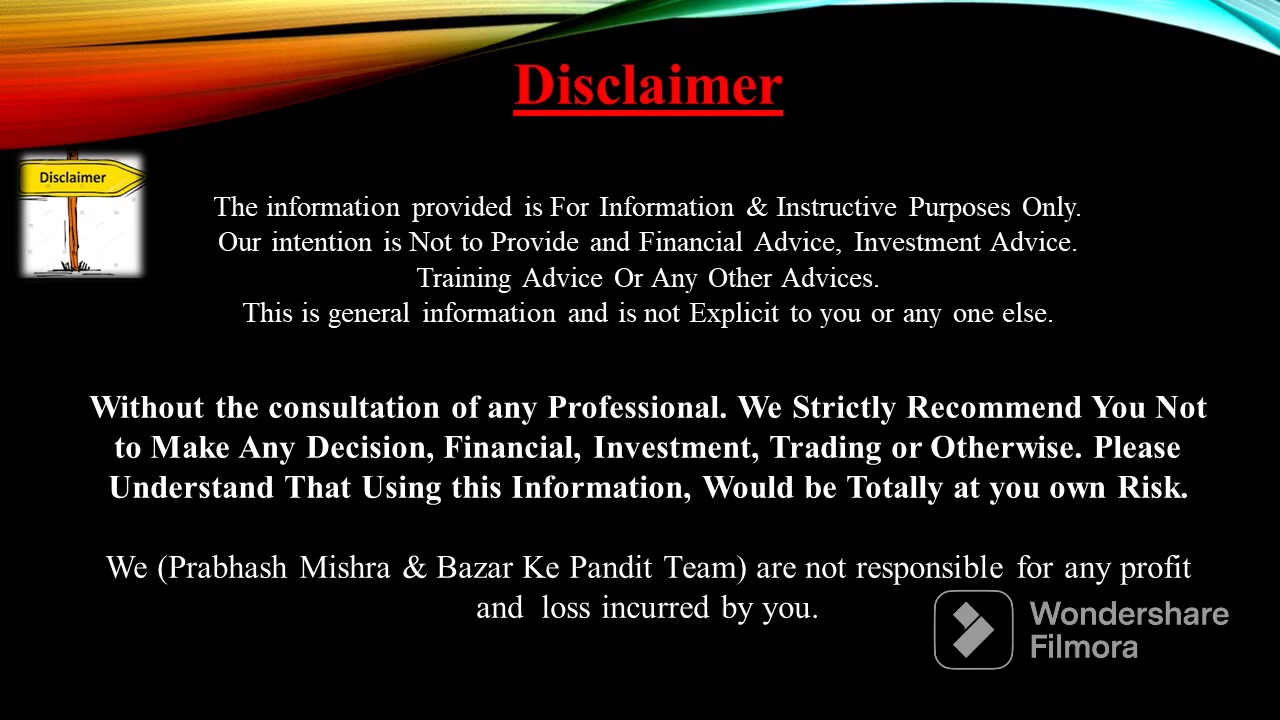 Disclaimer
Disclaimer
The information provided is For Information & Instructive Purposes Only.
Our intention is Not to Provide and Financial Advice, Investment Advice.
Training Advice Or Any Other Advices.
This is general information and is not Explicit to you or any one else.
Without the consultation of any Professional. We Strictly Recommend You Not
to Make Any Decision, Financial, Investment, Trading or Otherwise. Please
Understand That Using this Information, Would be Totally at you own Risk.
We (Prabhash Mishra & Bazar Ke Pandit Team) are not responsible for any profit
and loss incurred by you.
Wondershare
Filmora